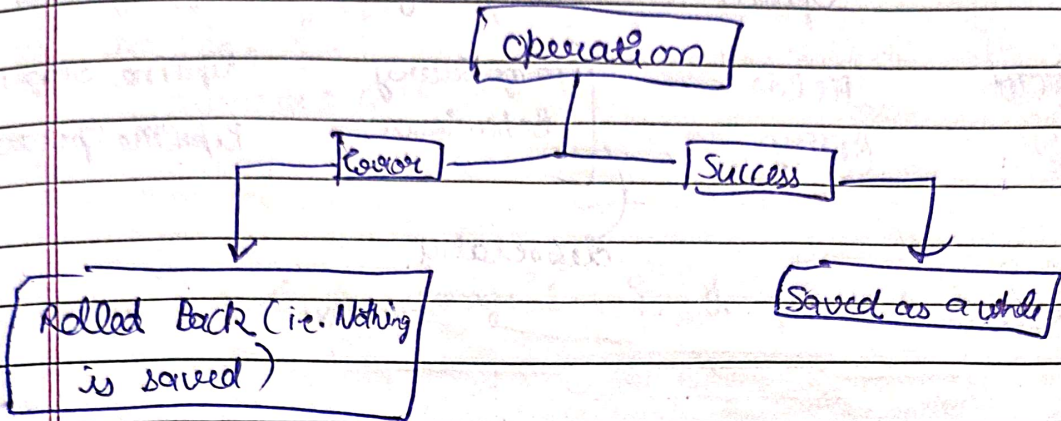 Operation
Error
Success
Rolled Back (i.e. Nothing
is saved)
Saved as a whole